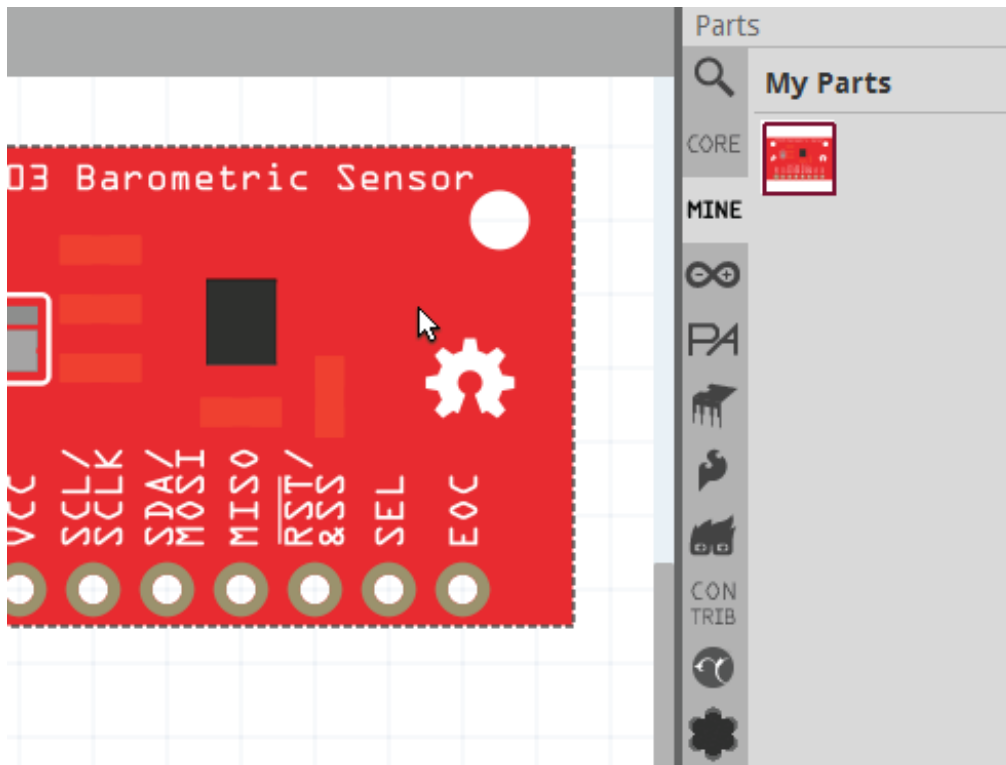 Parts
My Parts
CORE
MINE
CON
TRIB
03 Barometric Sensor
VCC
SCL/
SCLK
SDA/
MOSI
MISO
RST/
&SS
SEL
EOC